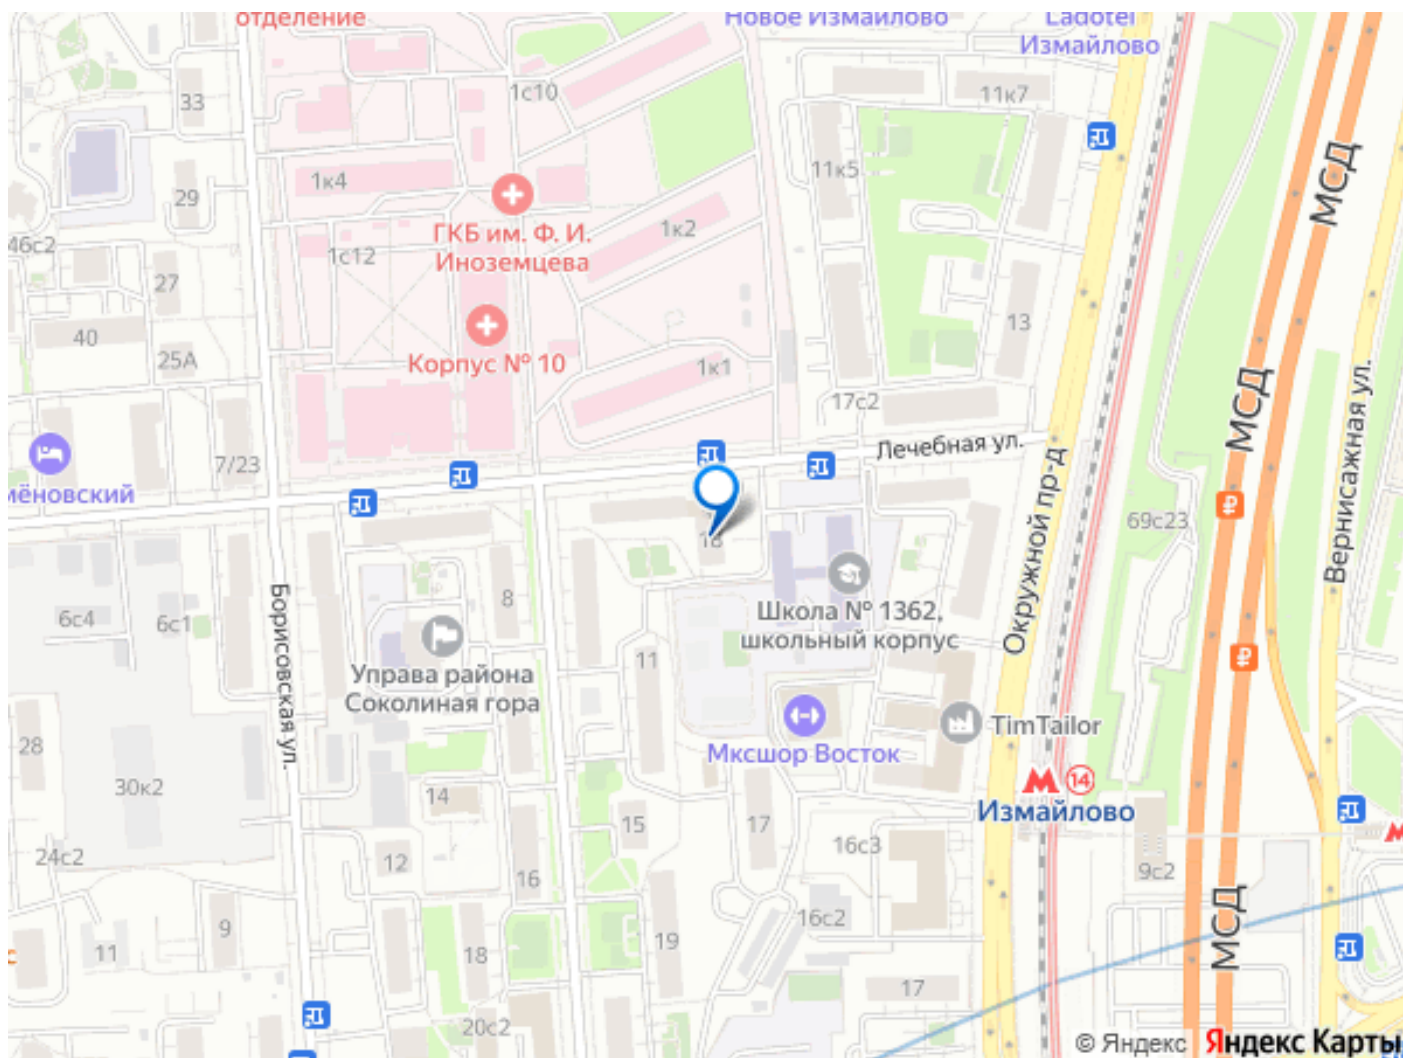 отделение
Новое Измайлово
Ladotel
Измайлово
33
1с10
11к7
МСД
1к4
11к5
29
46с2
ГКБ им. Ф. И.
Иноземцева
1к2
1с12
27
13
40
25А
Корпус № 10
1к1
МСД
17с2
Вернисажная ул.
Лечебная ул.
7/23
мёновский
Окружной пр-д
69с23
18
Школа № 1362,
школьный корпус
8
6с4
6с1
Борисовская ул.
Управа района
Соколиная гора
11
TimTailor
Мксшор Восток
28
30к2
14
14
Измайлово
15
17
16с3
24с2
12
16
9с2
МСД
16с2
9
11
18
19
17
20с2
© Яндекс
Яндекс Карты